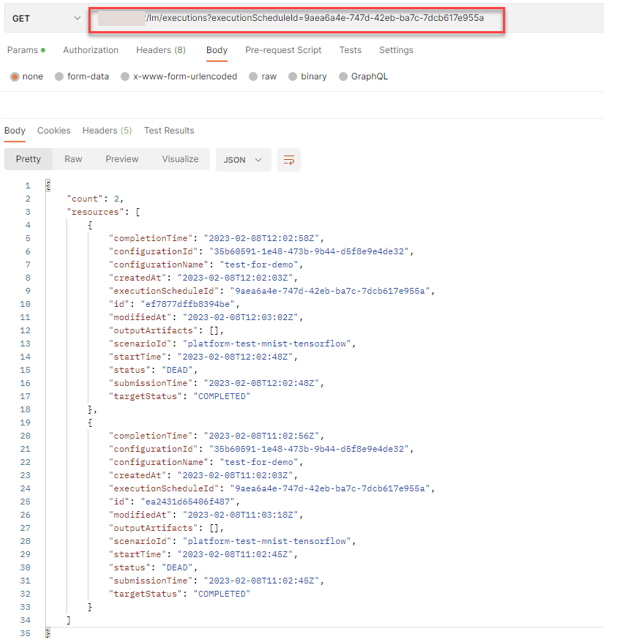 GET /lm/executions?executionScheduleId=9aea6a4e-747d-42eb-ba7c-7dcb617e955a
Params Authorization Headers (8) Body Pre-request Script Tests Settings
none form-data x-www-form-urlencoded raw binary GraphQL
Body Cookies Headers (5) Test Results
Pretty Raw Preview Visualize JSON
1 {
2 "count": 2,
3 "resources": [
4 {
5 "completionTime": "2023-02-08T12:02:58Z",
6 "configurationId": "35b60591-1e48-473b-9b44-d5f8e9e4de32",
7 "configurationName": "test-for-demo",
8 "createdAt": "2023-02-08T12:02:03Z",
9 "executionScheduleId": "9aea6a4e-747d-42eb-ba7c-7dcb617e955a",
10 "id": "ef7877dffb8394be",
11 "modifiedAt": "2023-02-08T12:03:02Z",
12 "outputArtifacts": [],
13 "scenarioId": "platform-test-mnist-tensorflow",
14 "startTime": "2023-02-08T12:02:48Z",
15 "status": "DEAD",
16 "submissionTime": "2023-02-08T12:02:48Z",
17 "targetStatus": "COMPLETED"
18 },
19 {
20 "completionTime": "2023-02-08T11:02:56Z",
21 "configurationId": "35b60591-1e48-473b-9b44-d5f8e9e4de32",
22 "configurationName": "test-for-demo",
23 "createdAt": "2023-02-08T11:02:03Z",
24 "executionScheduleId": "9aea6a4e-747d-42eb-ba7c-7dcb617e955a",
25 "id": "ea2431d65406f487",
26 "modifiedAt": "2023-02-08T11:03:18Z",
27 "outputArtifacts": [],
28 "scenarioId": "platform-test-mnist-tensorflow",
29 "startTime": "2023-02-08T11:02:45Z",
30 "status": "DEAD",
31 "submissionTime": "2023-02-08T11:02:45Z",
32 "targetStatus": "COMPLETED"
33 }
34 ]
35 }